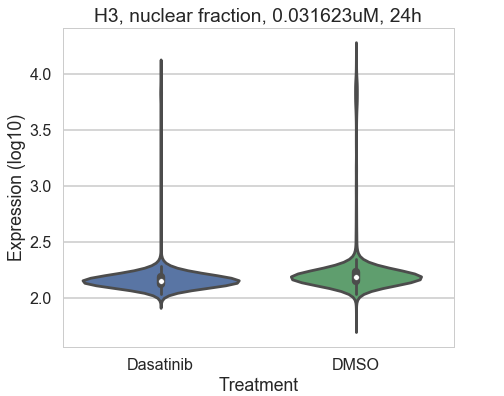 H3, nuclear fraction, 0.031623uM, 24h
Expression (log10)
4.0
3.5
3.0
2.5
2.0
Dasatinib DMSO
Treatment